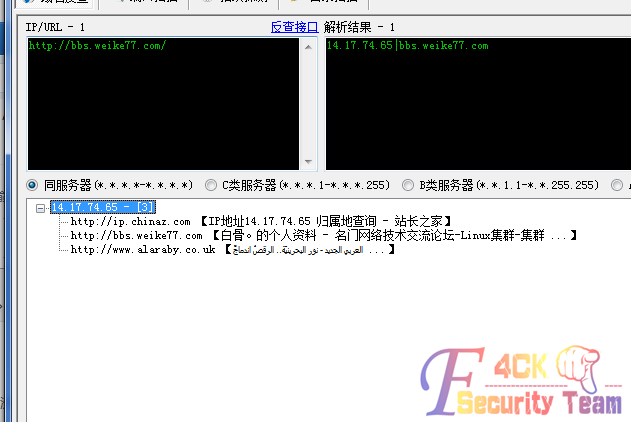 IP/URL - 1 反查接口 解析结果 - 1
http://bbs.weike77.com/
14.17.74.65|bbs.weike77.com
同服务器(*.*.*.*-*.*.*.*) C类服务器(*.*.*.1-*.*.*.255) B类服务器(*.*.1.1-*.*.255.255)
14.17.74.65 - [3]
http://ip.chinaz.com 【IP地址14.17.74.65 归属地查询 - 站长之家】
http://bbs.weike77.com 【白骨。的个人资料 - 名门网络技术交流论坛-Linux集群-集群 ...】
http://www.alaraby.co.uk 【العربي الجديد - نور البحرينية.. الرقص اندماجً ...】
F4CK
Security Team